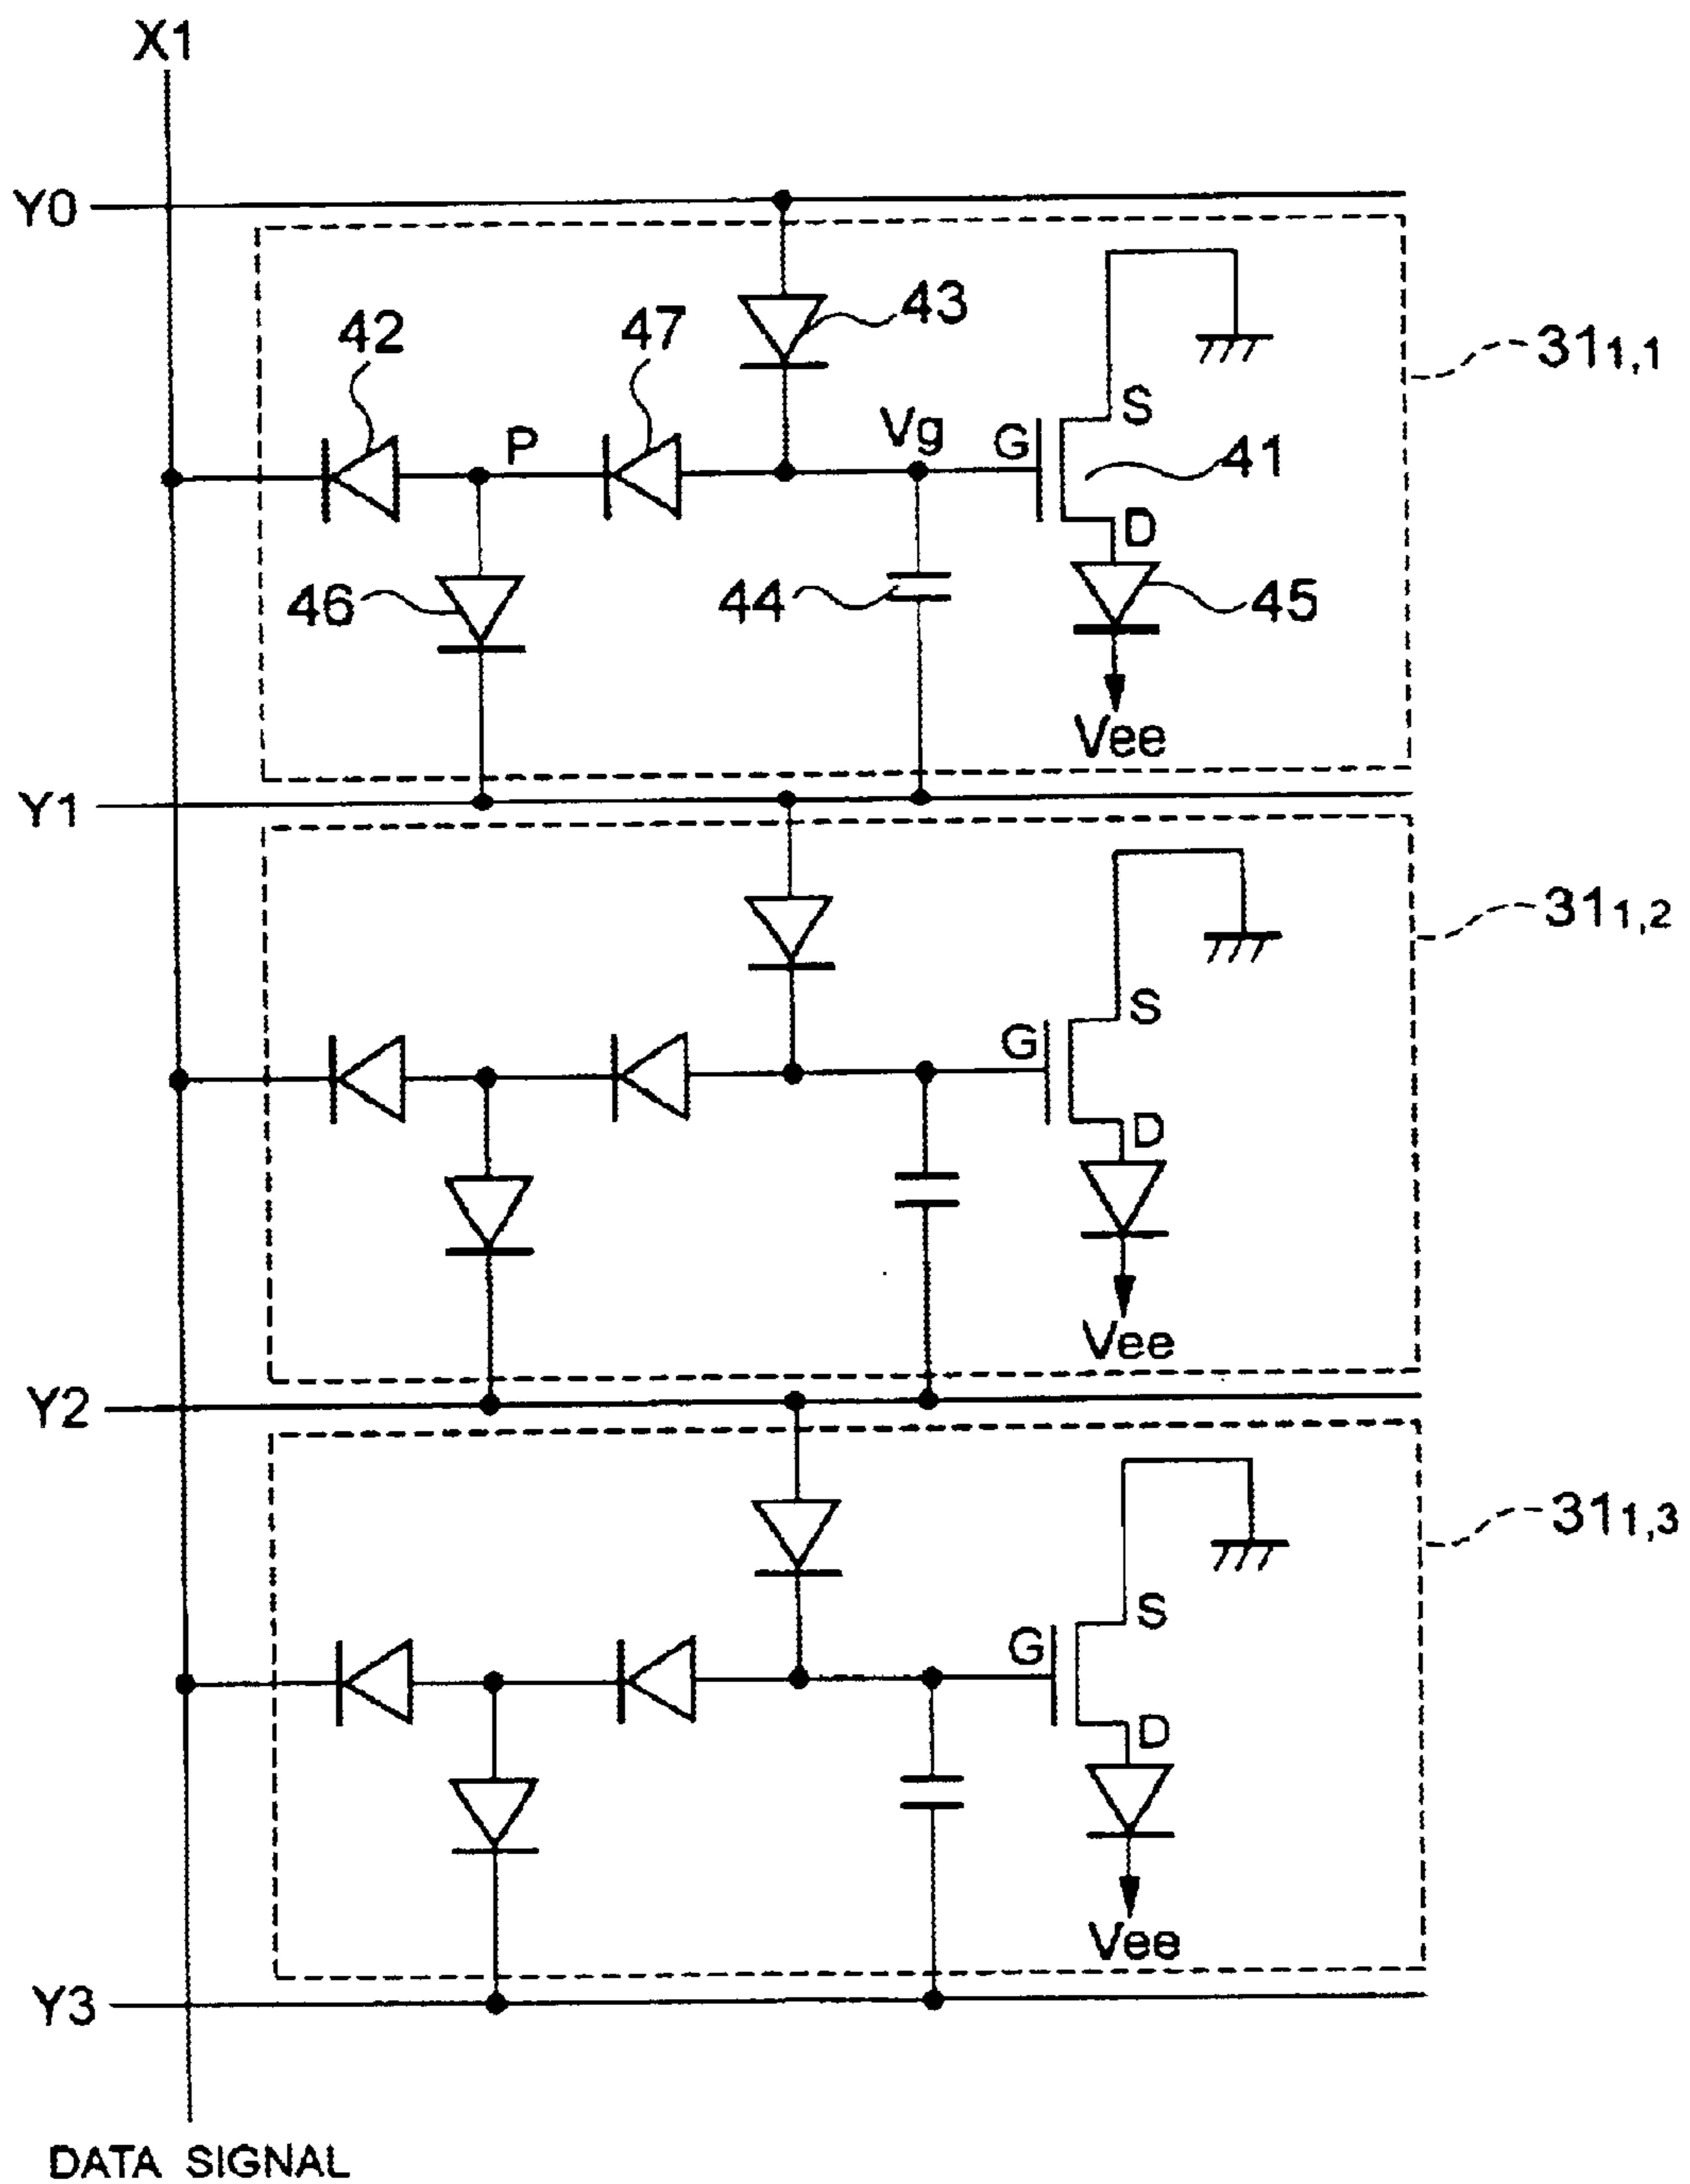 X1
Y0
43
42
47
31₁,₁
S
P
Vg
G
41
D
46
44
45
Vee
Y1
31₁,₂
S
G
D
Vee
Y2
31₁,₃
S
G
D
Vee
Y3
DATA SIGNAL